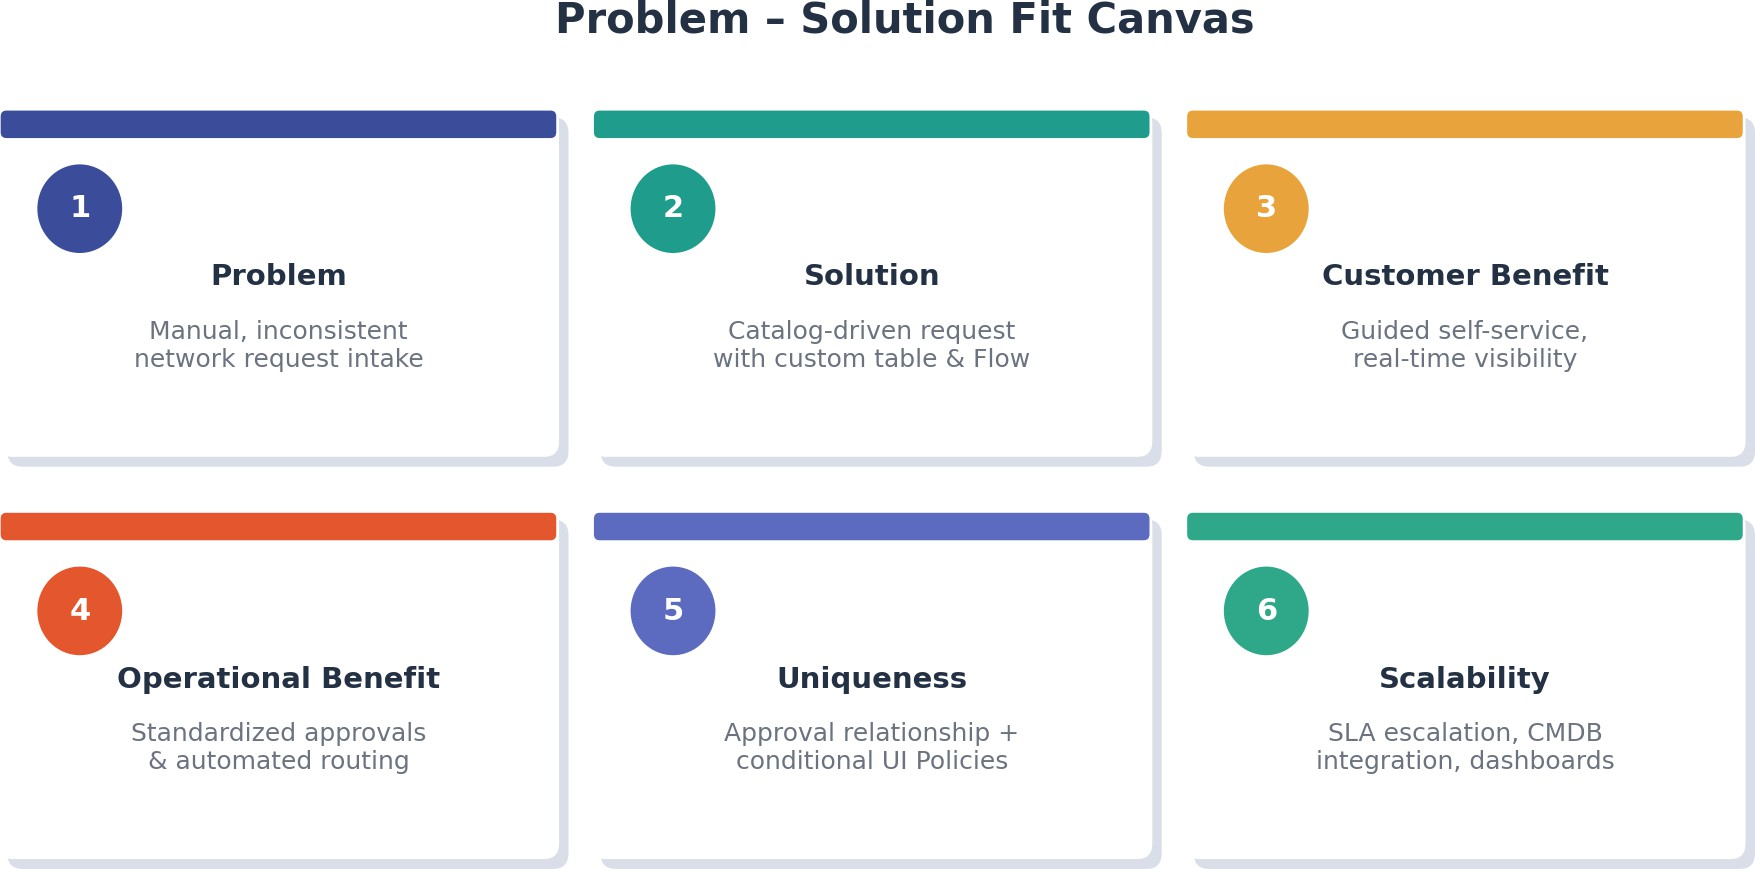 Problem – Solution Fit Canvas
1
Problem
Manual, inconsistent
network request intake
2
Solution
Catalog-driven request
with custom table & Flow
3
Customer Benefit
Guided self-service,
real-time visibility
4
Operational Benefit
Standardized approvals
& automated routing
5
Uniqueness
Approval relationship +
conditional UI Policies
6
Scalability
SLA escalation, CMDB
integration, dashboards